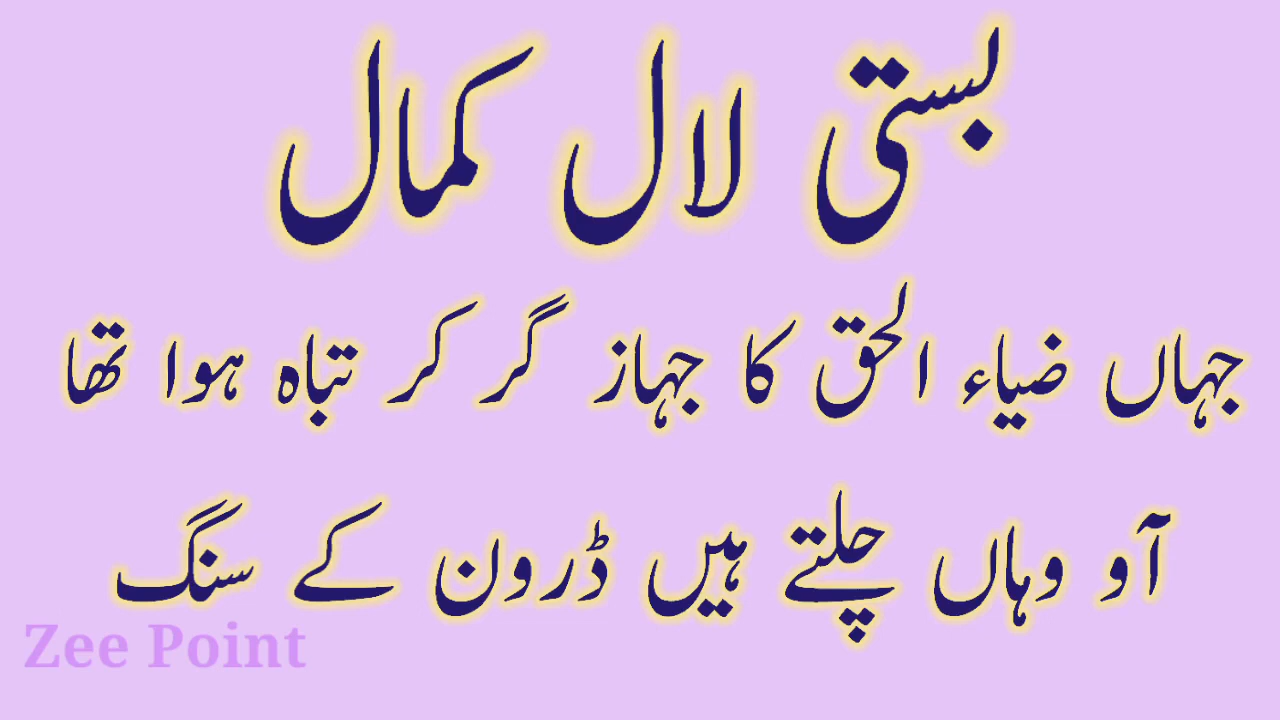 بستی لال کمال
جہاں ضیاء الحق کا جہاز گر کر تباہ ہوا تھا
آو وہاں چلتے ہیں ڈرون کے سنگ
Zee Point